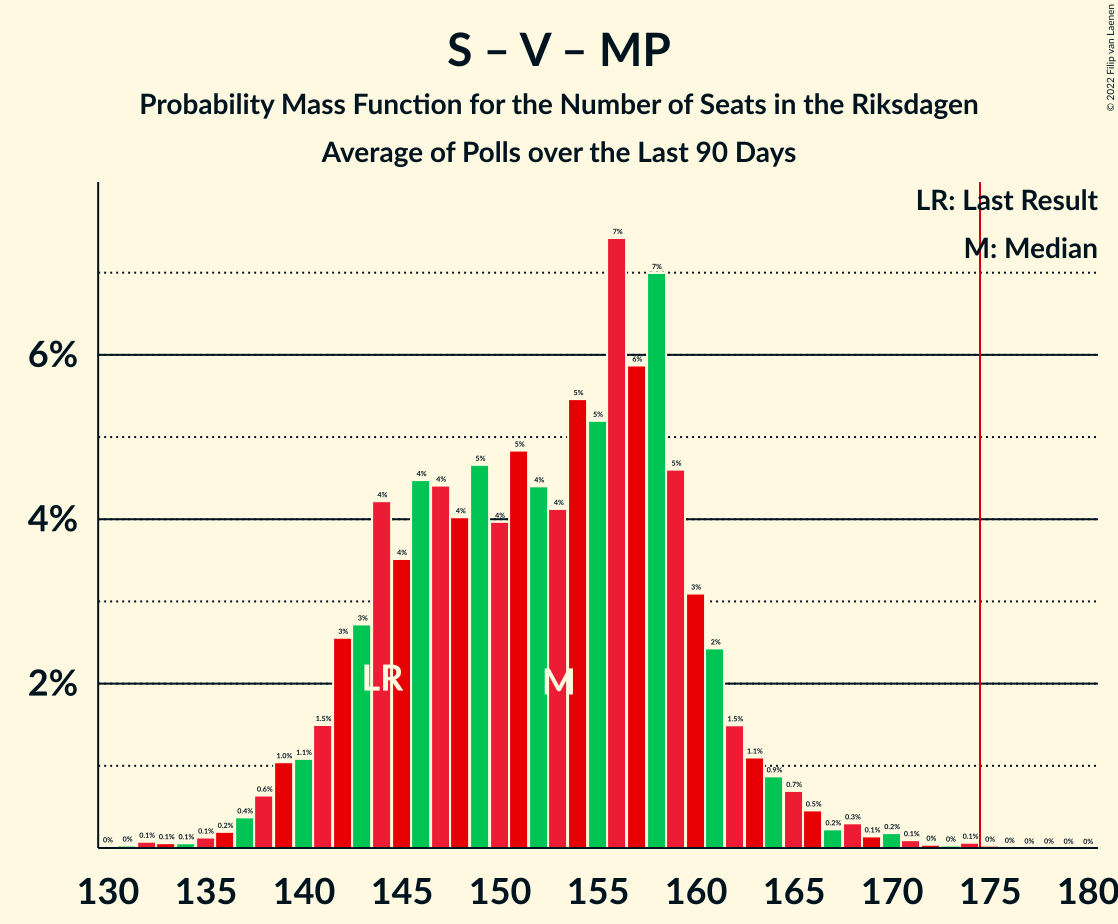 S – V – MP
Probability Mass Function for the Number of Seats in the Riksdagen
Average of Polls over the Last 90 Days
© 2022 Filip van Laenen
LR: Last Result
M: Median
6%
4%
2%
0% 0% 0.1% 0.1% 0.1% 0.1% 0.2% 0.4% 0.6% 1.0% 1.1% 1.5% 3% 3% 4% 4% 4% 4% 4% 5% 4% 5% 4% 4% 5% 5% 7% 6% 7% 5% 3% 2% 1.5% 1.1% 0.9% 0.7% 0.5% 0.2% 0.3% 0.1% 0.2% 0.1% 0% 0% 0.1% 0% 0% 0% 0% 0% 0%
LR M
130 135 140 145 150 155 160 165 170 175 180